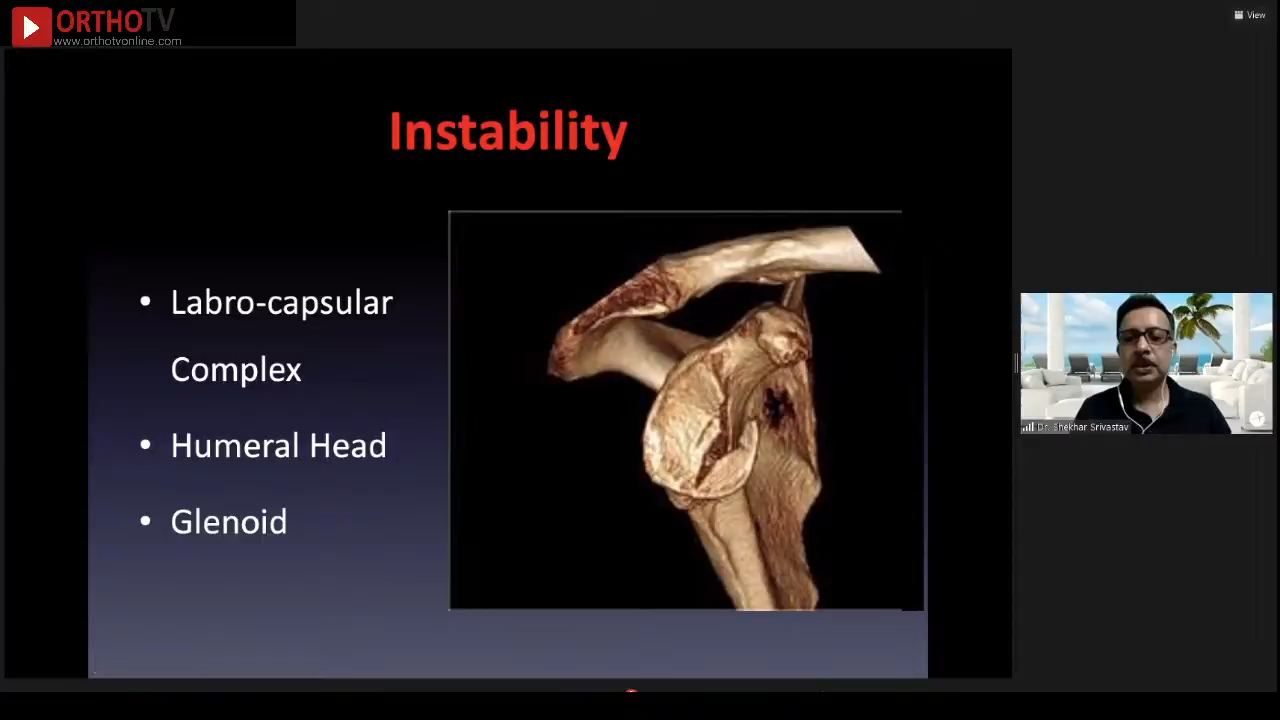 ORTHOTV
www.orthotvonline.com
View
Instability
• Labro-capsular
Complex
• Humeral Head
• Glenoid
Dr. Shekhar Srivastav